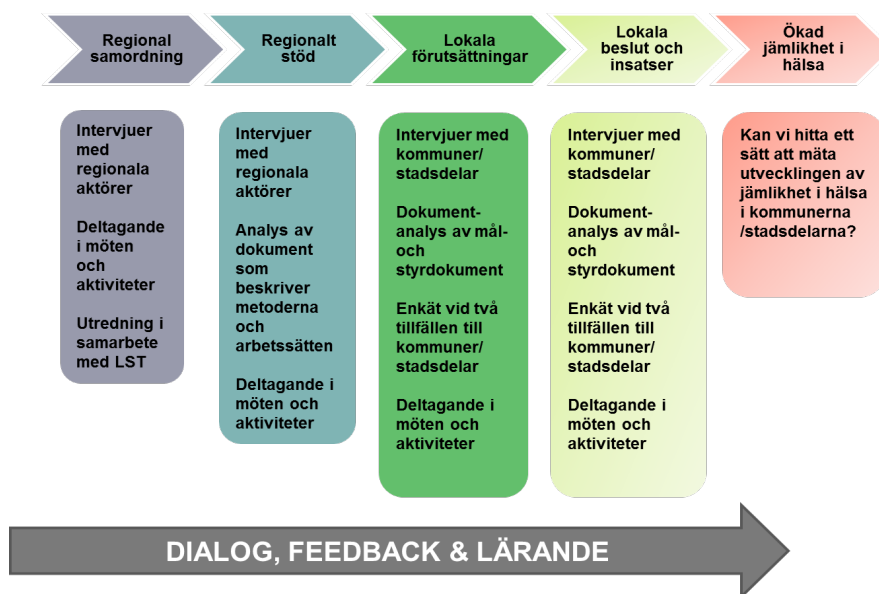 Regional
samordning
Regionalt
stöd
Lokala
förutsättningar
Lokala
beslut och
insatser
Ökad
jämlikhet i
hälsa
Intervjuer
med
regionala
aktörer
Deltagande
i möten
och
aktiviteter
Utredning i
samarbete
med LST
Intervjuer
med
regionala
aktörer
Analys av
dokument
som
beskriver
metoderna
och
arbetssätten
Deltagande i
möten och
aktiviteter
Intervjuer med
kommuner/
stadsdelar
Dokument-
analys av mål-
och
styrdokument
Enkät vid två
tillfällen till
kommuner/
stadsdelar
Deltagande i
möten och
aktiviteter
Intervjuer med
kommuner/
stadsdelar
Dokument-
analys av mål-
och
styrdokument
Enkät vid två
tillfällen till
kommuner/
stadsdelar
Deltagande i
möten och
aktiviteter
Kan vi hitta ett
sätt att mäta
utvecklingen av
jämlikhet i hälsa
i kommunerna
/stadsdelarna?
DIALOG, FEEDBACK & LÄRANDE